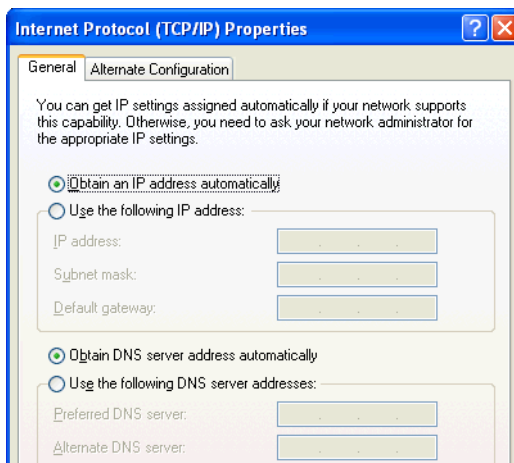 Internet Protocol (TCP/IP) Properties
General
Alternate Configuration
You can get IP settings assigned automatically if your network supports
this capability. Otherwise, you need to ask your network administrator for
the appropriate IP settings.
Obtain an IP address automatically
Use the following IP address:
IP address:
Subnet mask:
Default gateway:
Obtain DNS server address automatically
Use the following DNS server addresses:
Preferred DNS server:
Alternate DNS server: